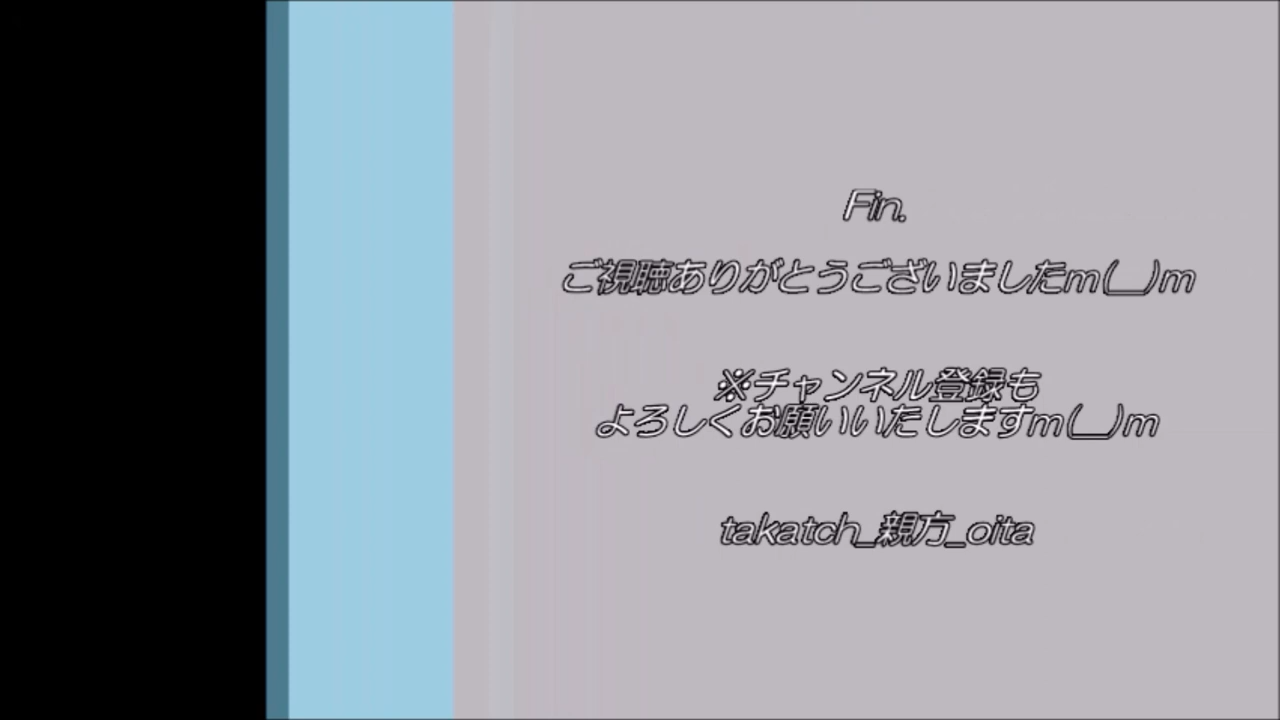 Fin.
ご視聴ありがとうございましたm(__)m
※チャンネル登録も
よろしくお願いいたしますm(__)m
takatch_親方_oita